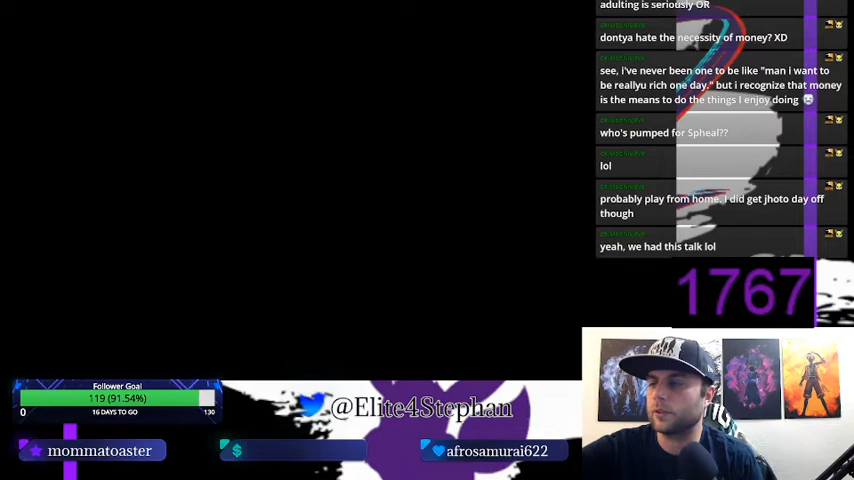 adulting is seriously OR
dontya hate the necessity of money? XD
see, i've never been one to be like "man i want to
be reallyu rich one day." but i recognize that money
is the means to do the things I enjoy doing
who's pumped for Spheal??
lol
probably play from home. I did get jhoto day off
though
yeah, we had this talk lol
1767
Follower Goal
119 (91.54%)
0
16 DAYS TO GO
130
@Elite4Stephan
mommatoaster
$
afrosamurai622